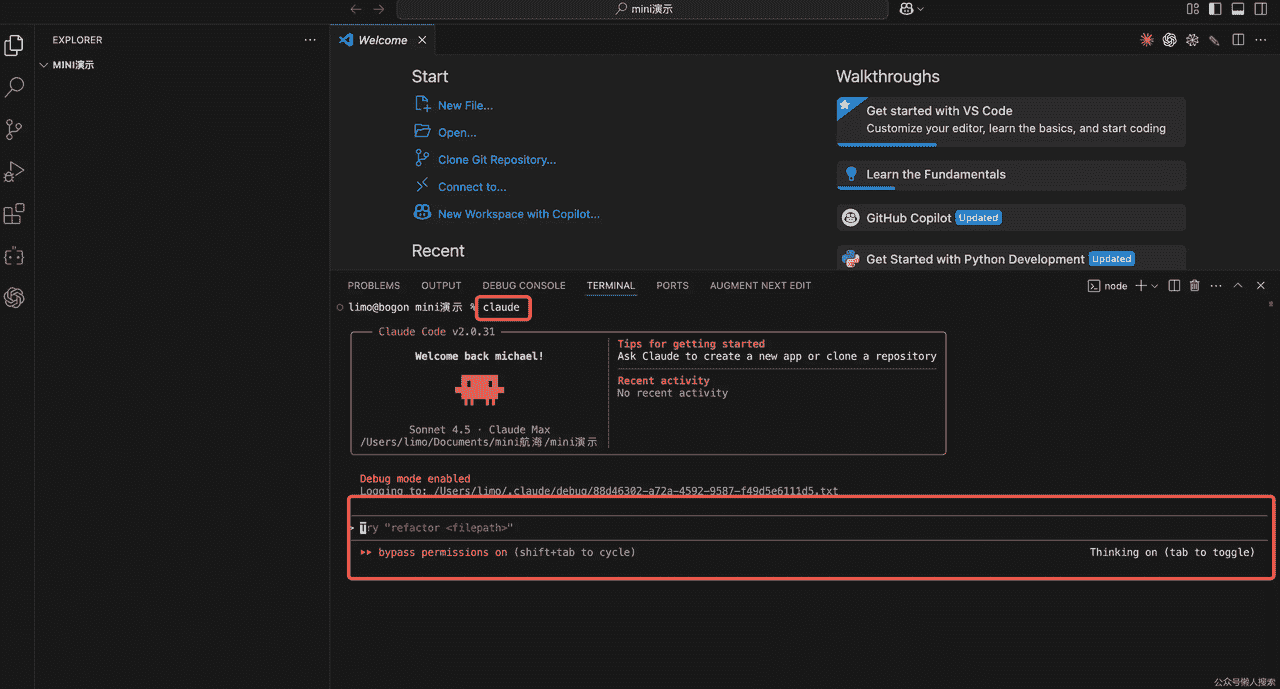 mini演示
EXPLORER
MINI演示
Welcome
Start
New File...
Open...
Clone Git Repository...
Connect to...
New Workspace with Copilot...
Recent
Walkthroughs
Get started with VS Code
Customize your editor, learn the basics, and start coding
Learn the Fundamentals
GitHub Copilot Updated
Get Started with Python Development Updated
PROBLEMS OUTPUT DEBUG CONSOLE TERMINAL PORTS AUGMENT NEXT EDIT node
limo@bogon mini演示 % claude
Claude Code v2.0.31
Welcome back michael!
Sonnet 4.5 · Claude Max
/Users/limo/Documents/mini航海/mini演示
Tips for getting started
Ask Claude to create a new app or clone a repository
Recent activity
No recent activity
Debug mode enabled
Logging to: /Users/limo/.claude/debug/88d46302-a72a-4592-9587-f49d5e6111d5.txt
Try "refactor <filepath>"
bypass permissions on (shift+tab to cycle) Thinking on (tab to toggle)
公众号懒人搜索